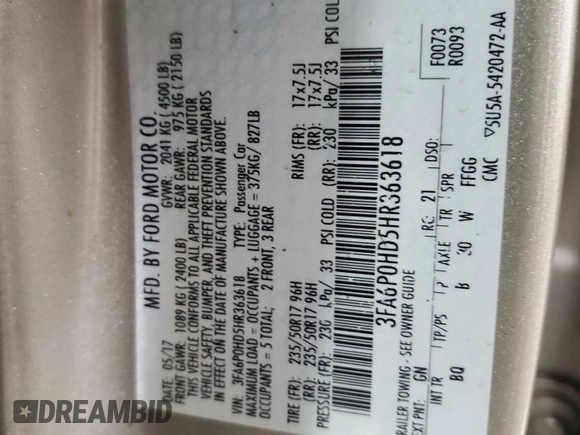 MFD. BY FORD MOTOR CO.
DATE: 05/17 GVWR: 2041 KG ( 4500 LB)
FRONT GAWR: 1089 KG ( 2400 LB) REAR GAWR: 975 KG ( 2150 LB)
THIS VEHICLE CONFORMS TO ALL APPLICABLE FEDERAL MOTOR
VEHICLE SAFETY, BUMPER, AND THEFT PREVENTION STANDARDS
IN EFFECT ON THE DATE OF MANUFACTURE SHOWN ABOVE.
VIN: 3FA6P0HD5HR363618 TYPE: Passenger Car
MAXIMUM LOAD = OCCUPANTS + LUGGAGE = 375KG/ 827LB
OCCUPANTS = 5 TOTAL: 2 FRONT, 3 REAR
TIRE (FR): 235/50R17 96H RIMS (FR): 17x7.5J
(RR): 235/50R17 96H (RR): 17x7.5J
PRESSURE (FR): 230 kPa/ 33 PSI COLD (RR): 230 kPa/ 33 PSI COL
3FA6P0HD5HR363618
RAILER TOWING - SEE OWNER GUIDE
F0073
R0093
EXT PNT: GN RC: 21 DSO:
INT TR TP/PS P AXLE TR SPR
BQ B 30 W FFGG
CMC ▽5U5A-5420472-AA
DREAMBID